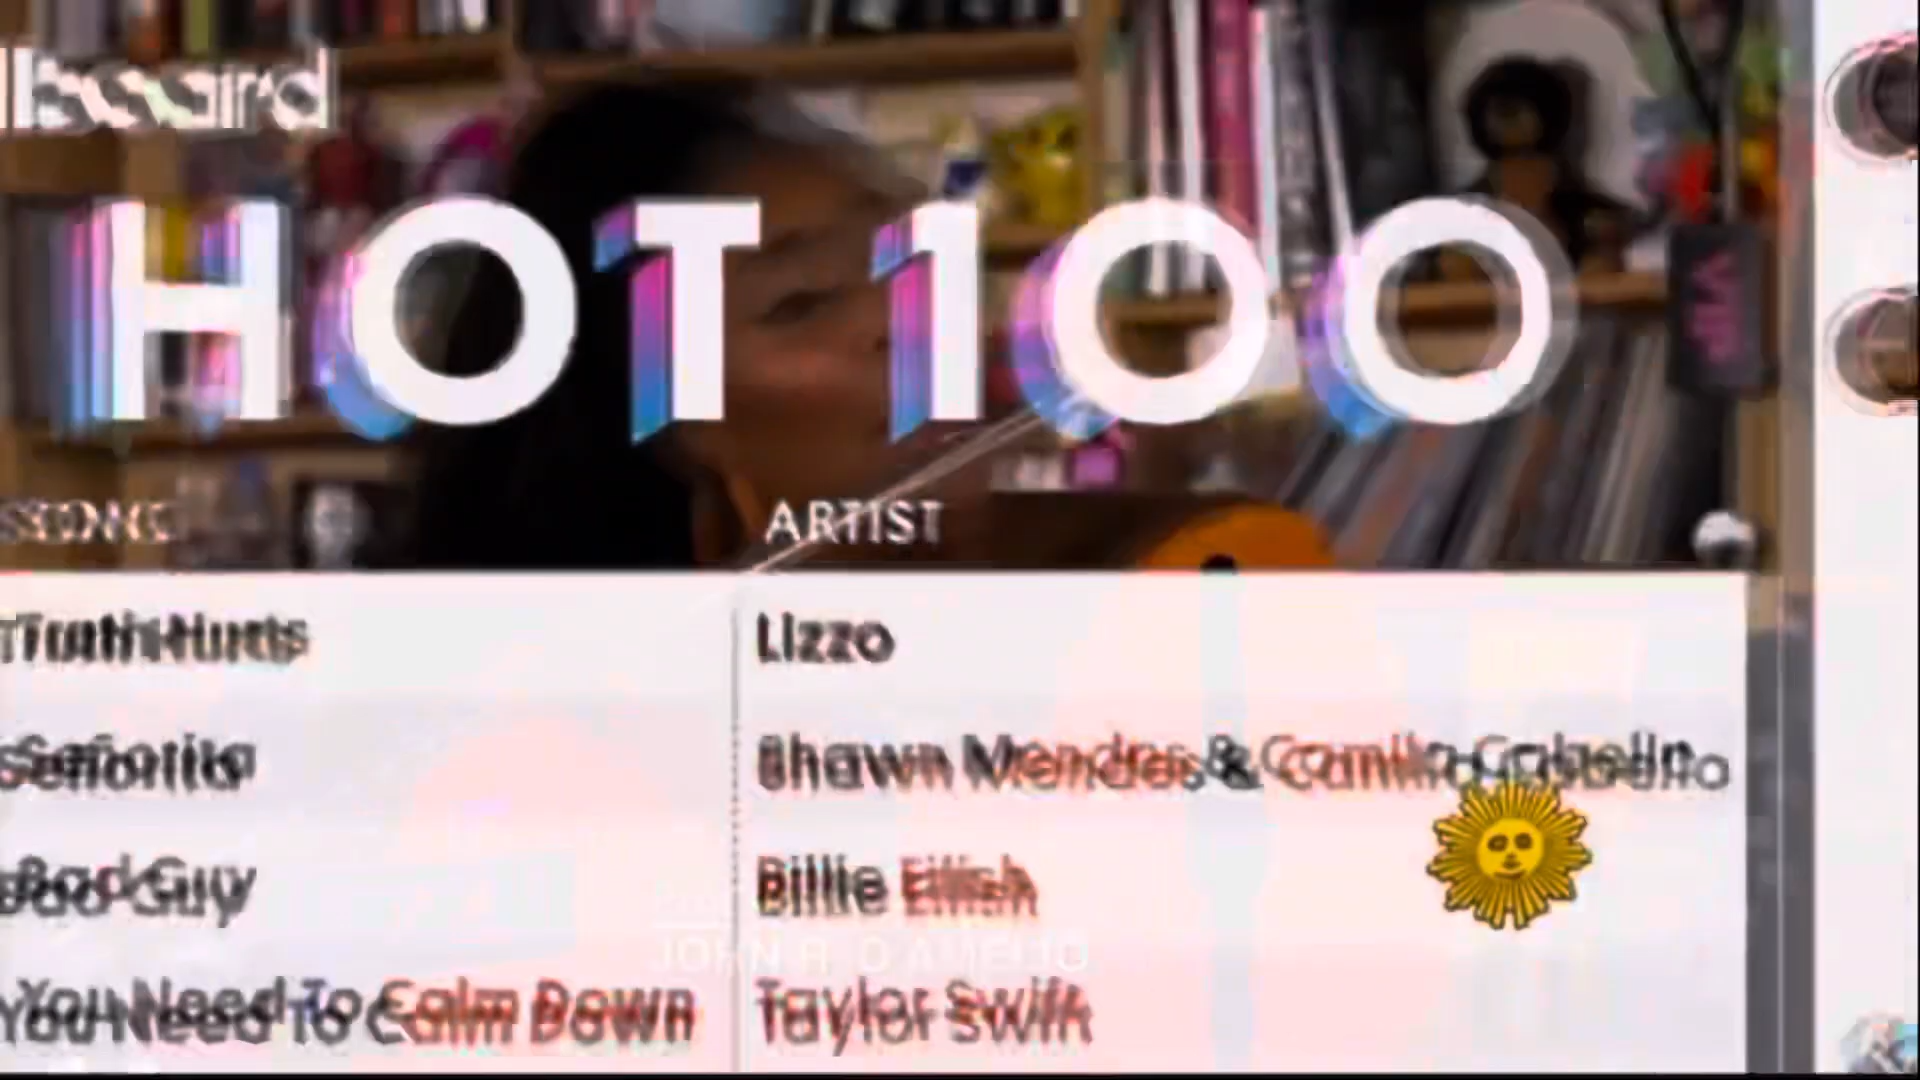 HOT 100
ARTIST
Truth Hurts Lizzo
Señorita Shawn Mendes & Camila Cabello
Bad Guy Billie Eilish
You Need To Calm Down Taylor Swift